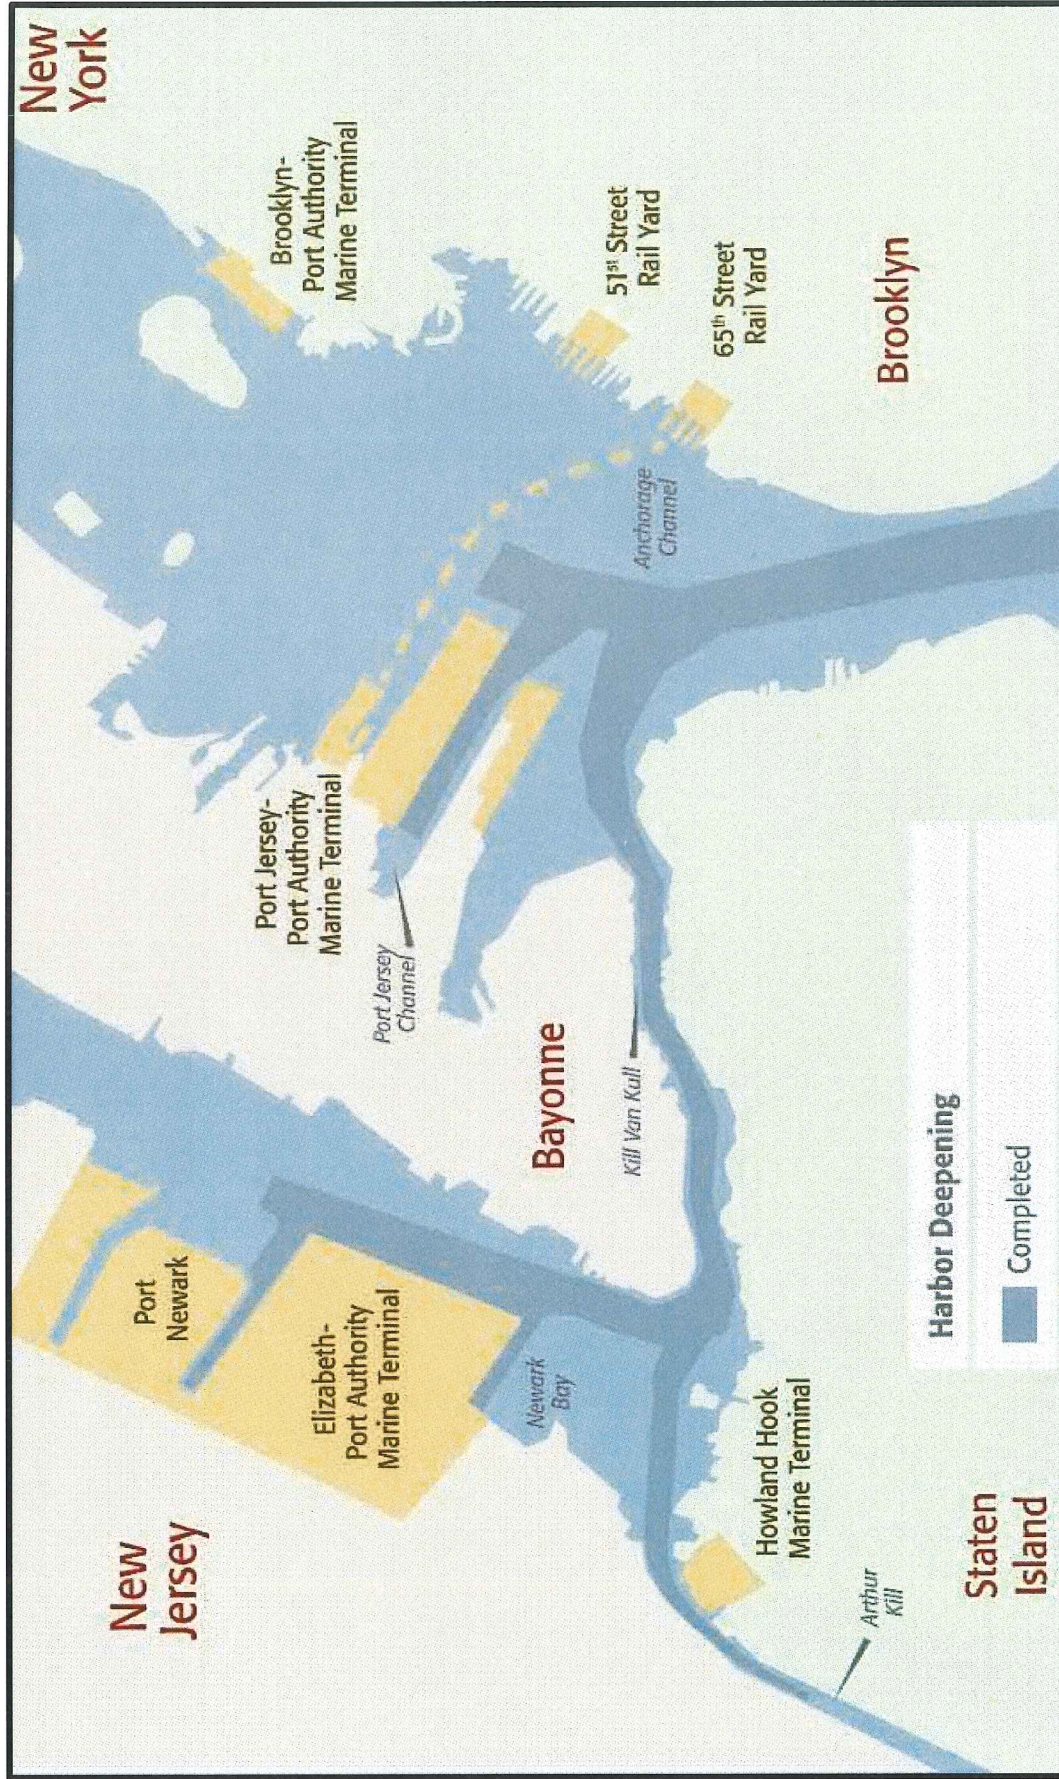 New
York
New
Jersey
Port
Newark
Elizabeth-
Port Authority
Marine Terminal
Newark
Bay
Port Jersey-
Port Authority
Marine Terminal
Port Jersey
Channel
Bayonne
Kill Van Kull
Brooklyn-
Port Authority
Marine Terminal
51st Street
Rail Yard
65th Street
Rail Yard
Anchorage
Channel
Brooklyn
Howland Hook
Marine Terminal
Arthur
Kill
Staten
Island
Harbor Deepening
Completed